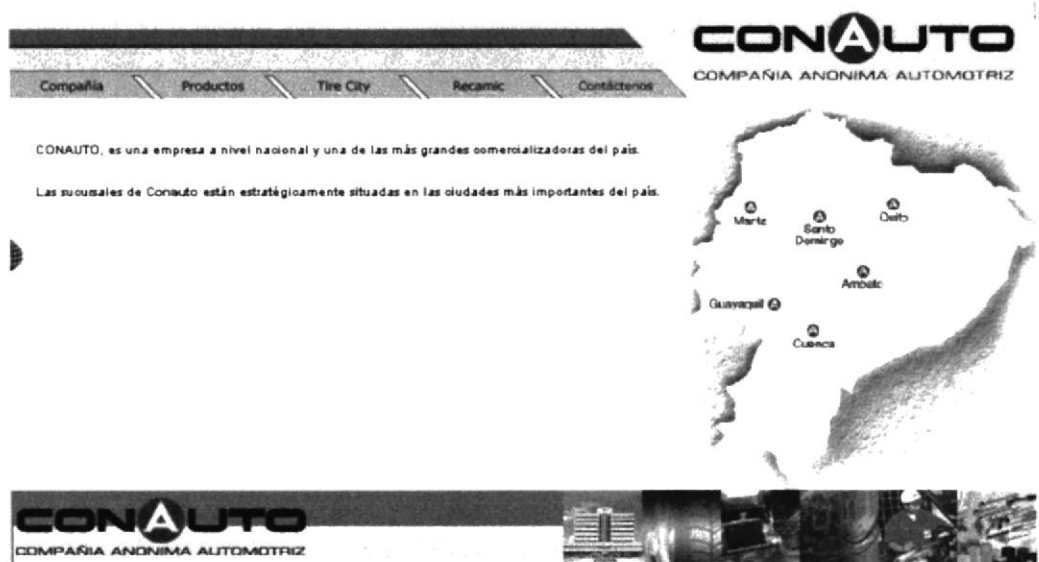 CONAUTO
COMPAÑIA ANONIMA AUTOMOTRIZ
Compañía Productos Tire City Recamic Contáctenos
CONAUTO, es una empresa a nivel nacional y una de las más grandes comercializadoras del país.
Las sucursales de Conauto están estratégicamente situadas en las ciudades más importantes del país.
Manta
Quito
Santo
Domingo
Ambato
Guayaquil
Cuenca
CONAUTO
COMPAÑIA ANONIMA AUTOMOTRIZ